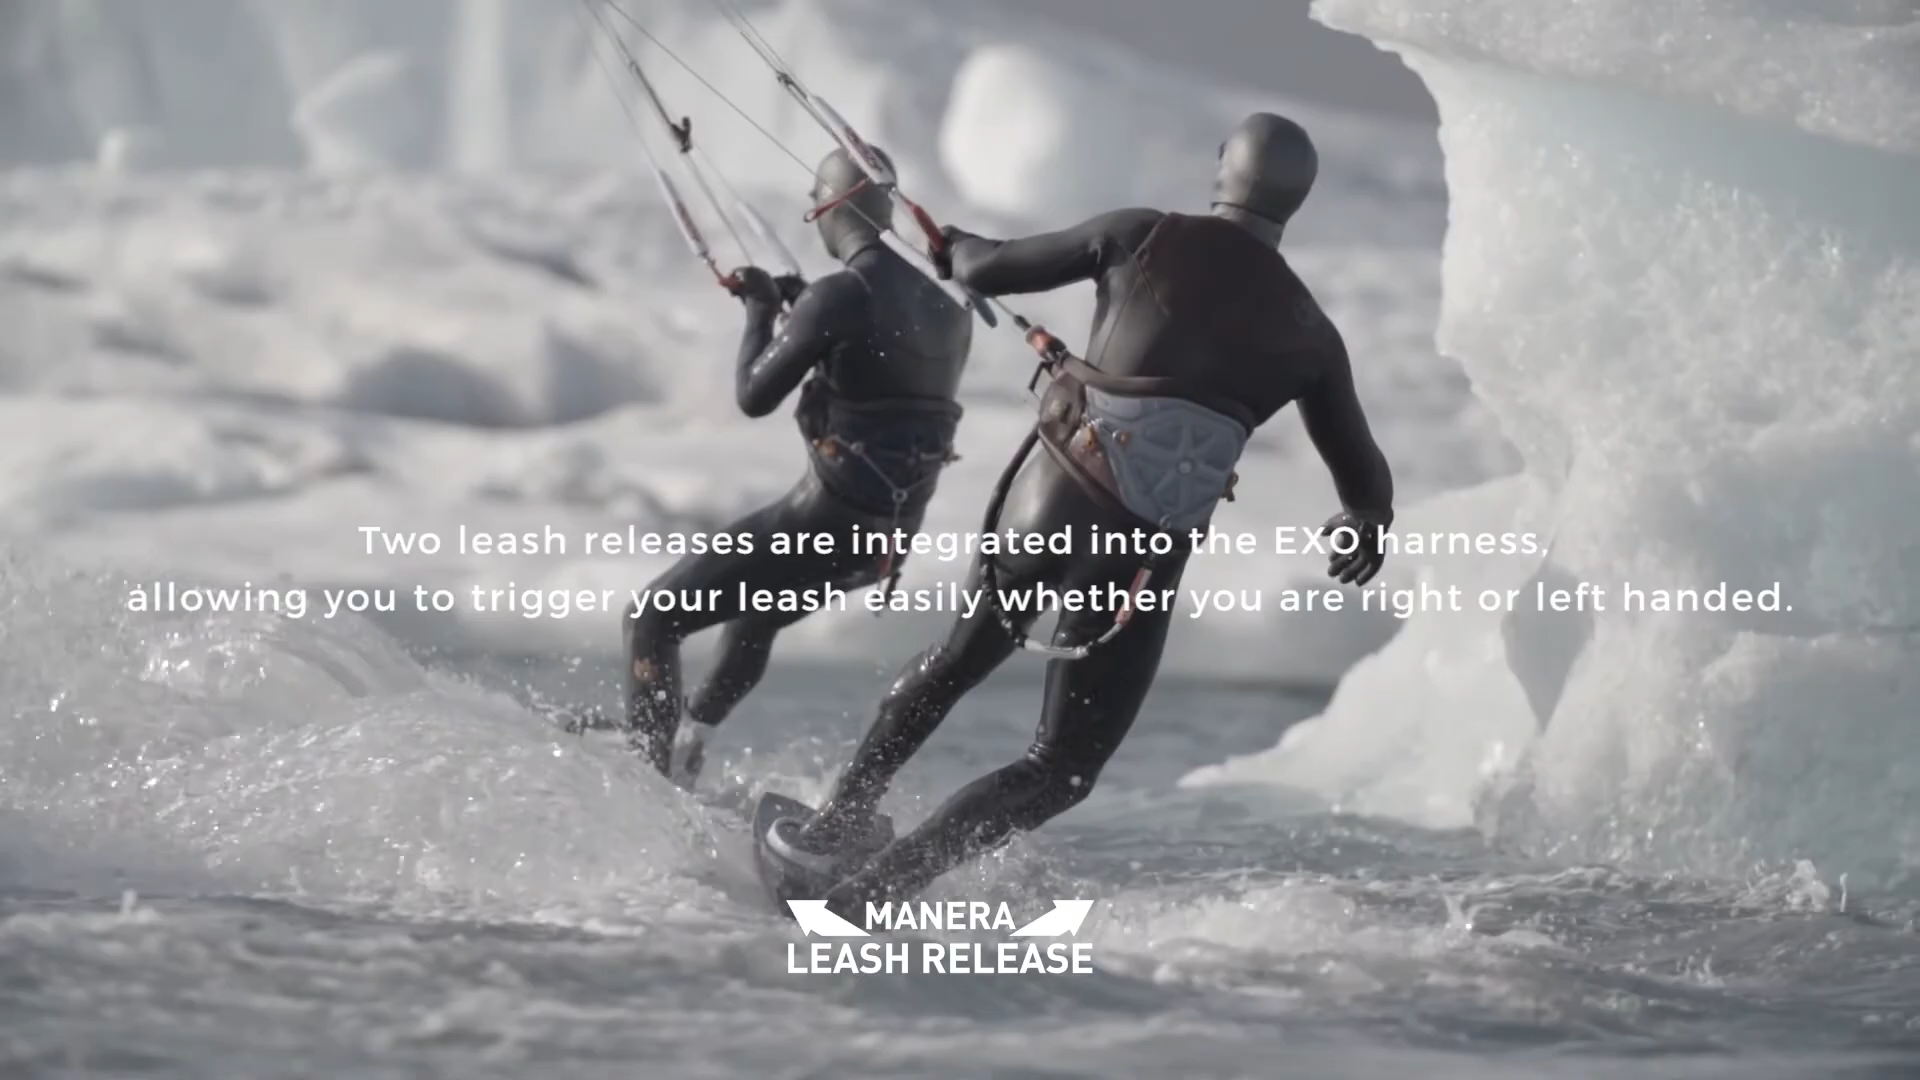 Two leash releases are integrated into the EXO harness,
allowing you to trigger your leash easily whether you are right or left handed.
MANERA
LEASH RELEASE